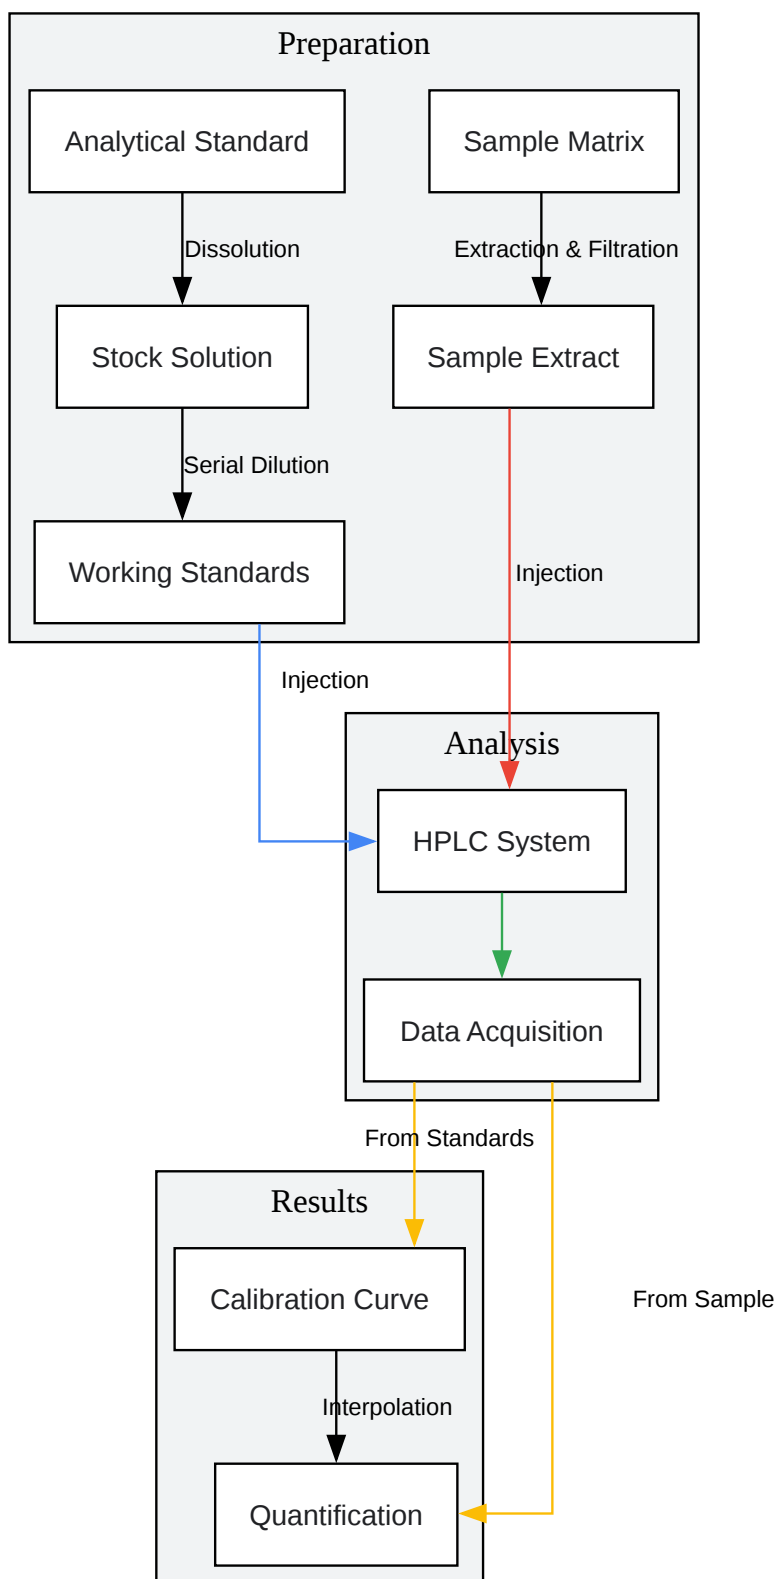 Preparation
Analytical Standard
Sample Matrix
Dissolution
Extraction & Filtration
Stock Solution
Sample Extract
Serial Dilution
Working Standards
Injection
Injection
Analysis
HPLC System
Data Acquisition
From Standards
Results
Calibration Curve
From Sample
Interpolation
Quantification